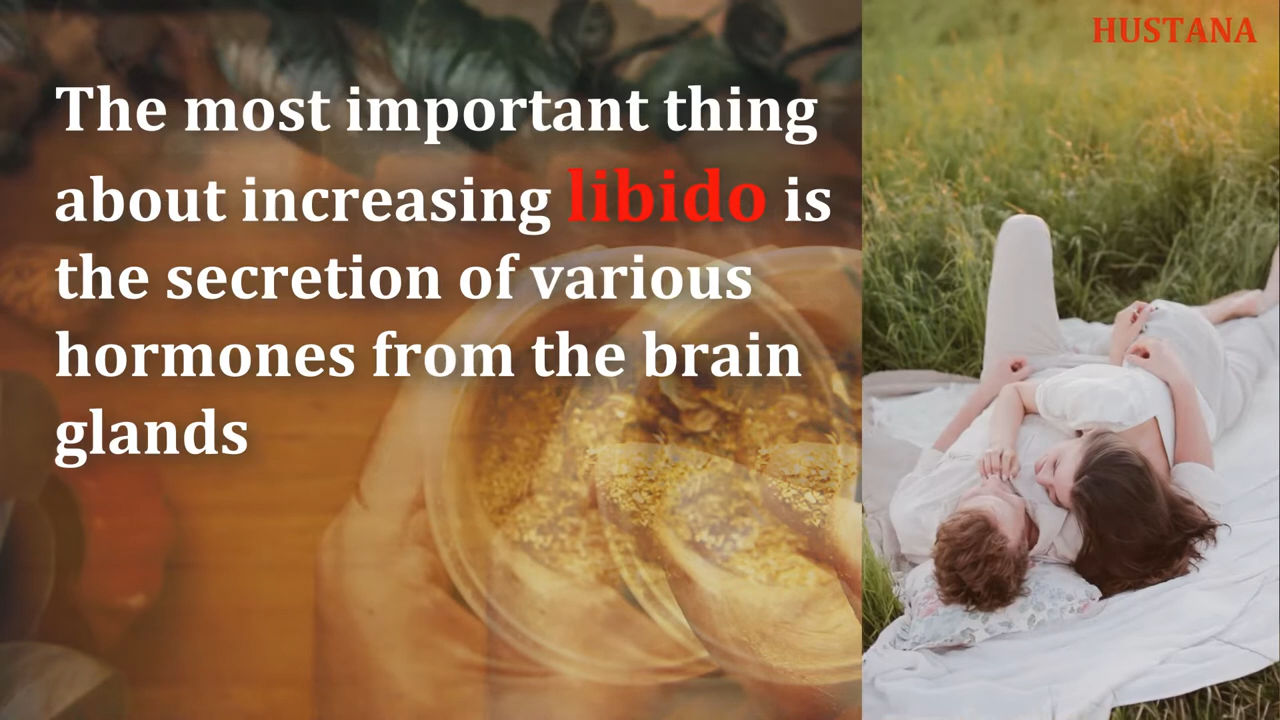 HUSTANA
The most important thing
about increasing libido is
the secretion of various
hormones from the brain
glands